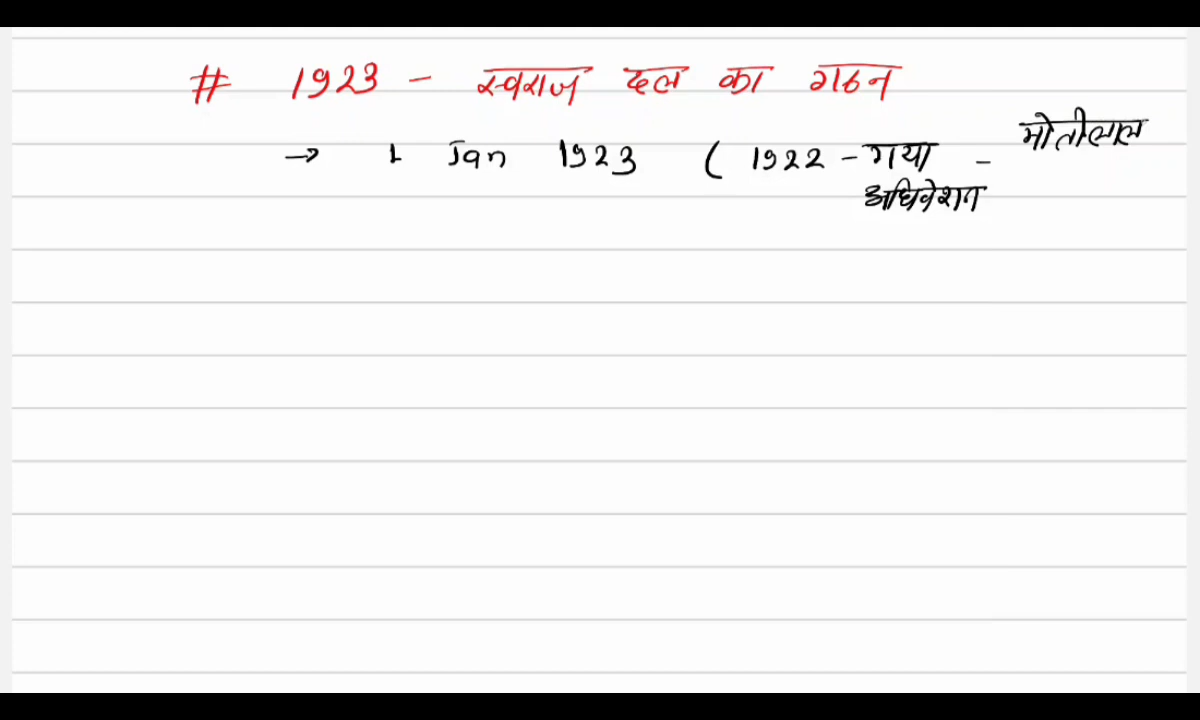 # 1923 - स्वराज दल का गठन
→ 1 Jan 1923 ( 1922 - गया - मोतीलाल
अधिवेशन